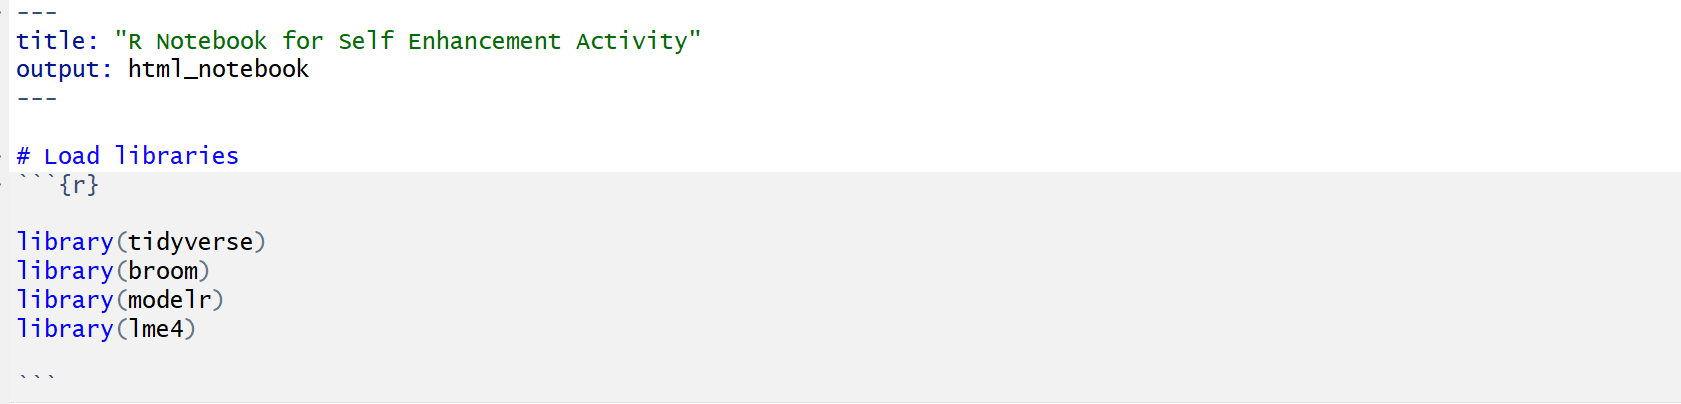 ---
title: "R Notebook for Self Enhancement Activity"
output: html_notebook
---
# Load libraries
```{r}
library(tidyverse)
library(broom)
library(modelr)
library(lme4)
```